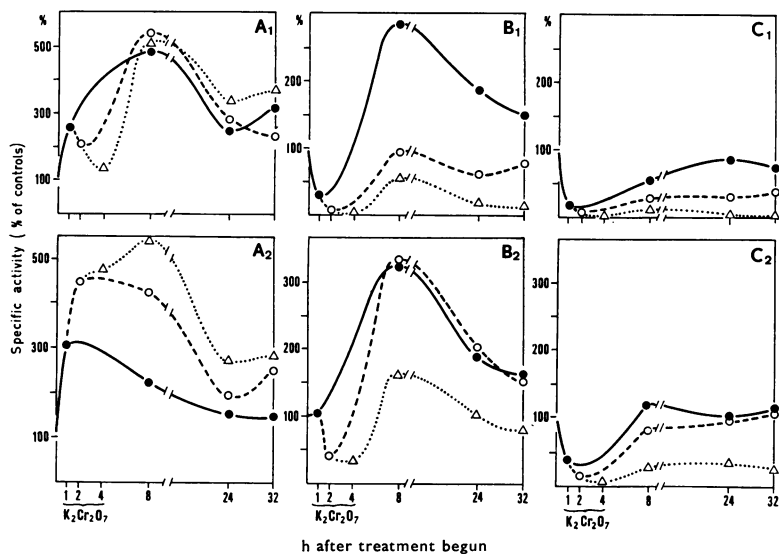 % A1 % B1 C1
500
300
100
200
100
300
200
100
Specific activity (% of controls)
A2 B2 C2
500
300
100
300
200
100
300
200
100
1 2 4 8 24 32 1 2 4 8 24 32 1 2 4 8 24 32
K2Cr2O7 K2Cr2O7 K2Cr2O7
h after treatment begun